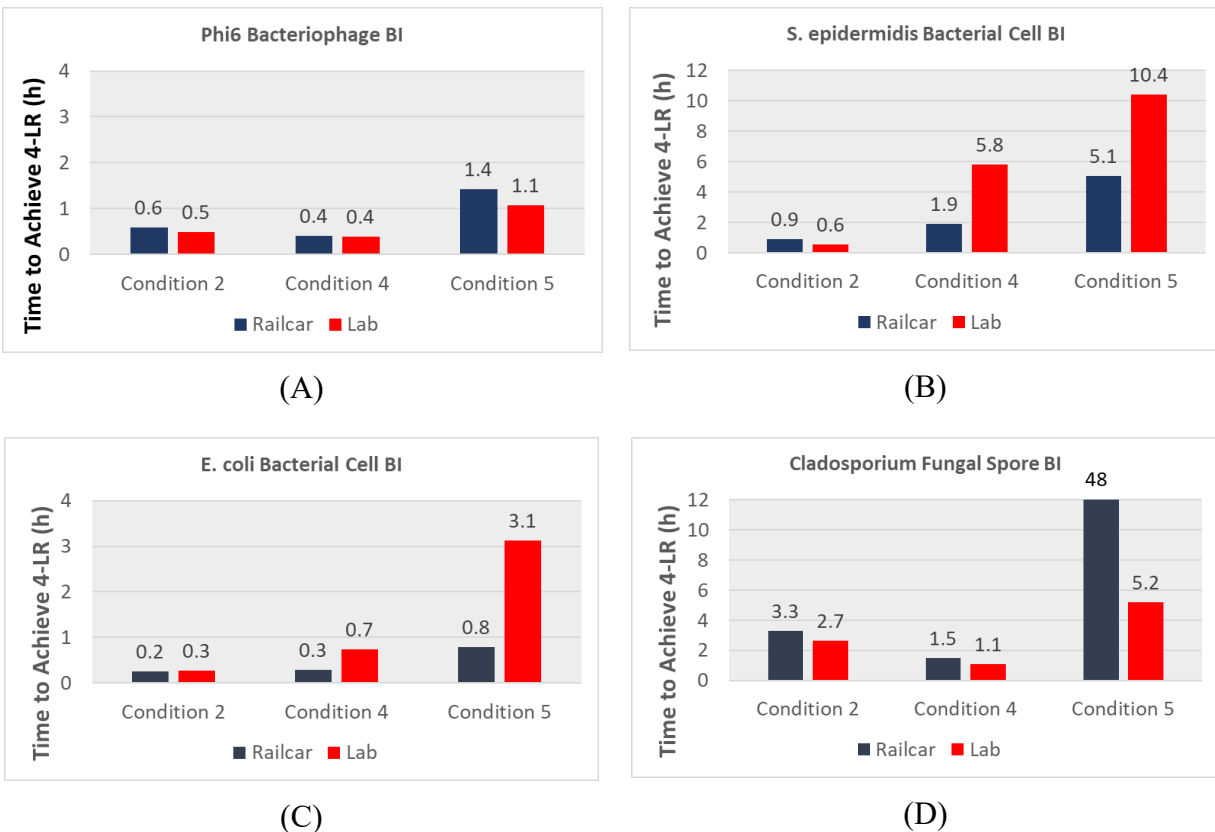 Phi6 Bacteriophage BI
Time to Achieve 4-LR (h)
4
3
2
1
0
0.6
0.5
0.4
0.4
1.4
1.1
Condition 2
Condition 4
Condition 5
Railcar
Lab
(A)
S. epidermidis Bacterial Cell BI
Time to Achieve 4-LR (h)
12
10
8
6
4
2
0
0.9
0.6
1.9
5.8
5.1
10.4
Condition 2
Condition 4
Condition 5
Railcar
Lab
(B)
E. coli Bacterial Cell BI
Time to Achieve 4-LR (h)
4
3
2
1
0
0.2
0.3
0.3
0.7
0.8
3.1
Condition 2
Condition 4
Condition 5
Railcar
Lab
(C)
Cladosporium Fungal Spore BI
Time to Achieve 4-LR (h)
12
10
8
6
4
2
0
3.3
2.7
1.5
1.1
48
5.2
Condition 2
Condition 4
Condition 5
Railcar
Lab
(D)